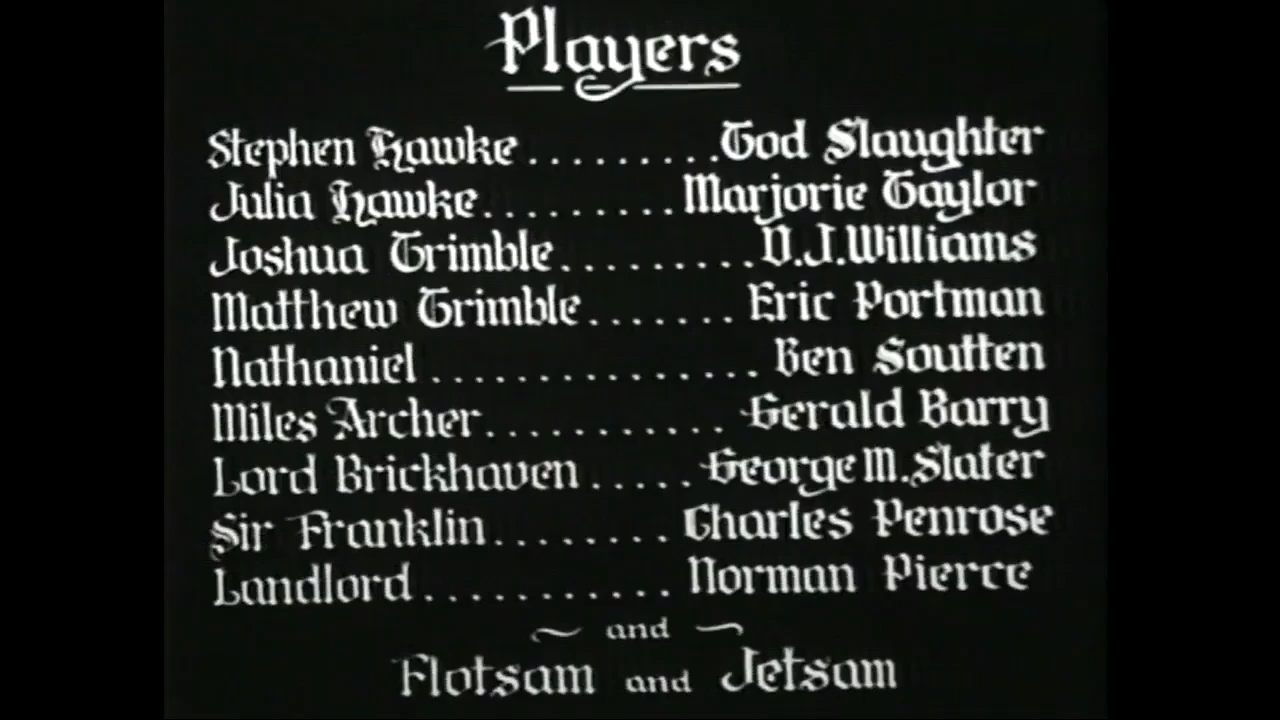 Players
Stephen Hawke.........Tod Slaughter
Julia Hawke.........Marjorie Taylor
Joshua Trimble.........D.J.Williams
Matthew Trimble....... Eric Portman
Nathaniel ............... Ben Soutten
Miles Archer........... Gerald Barry
Lord Brickhaven.....George M.Slater
Sir Franklin........ Charles Penrose
Landlord........... Norman Pierce
~ and ~
Flotsam and Jetsam